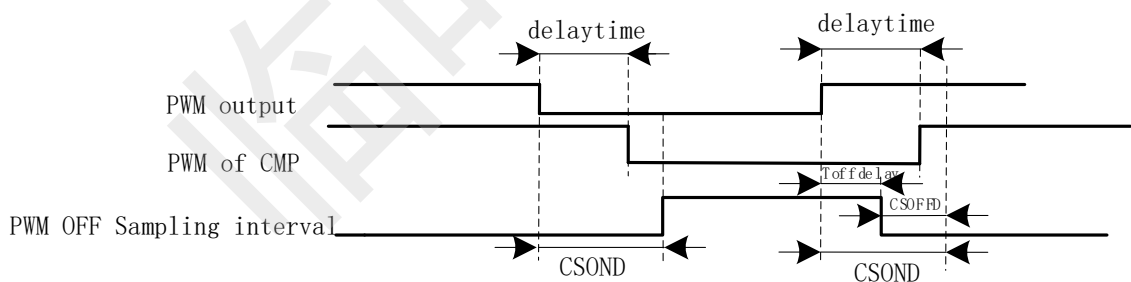 delaytime delaytime
PWM output
PWM of CMP
Toffdelay
CSOFFD
PWM OFF Sampling interval
CSOND CSOND